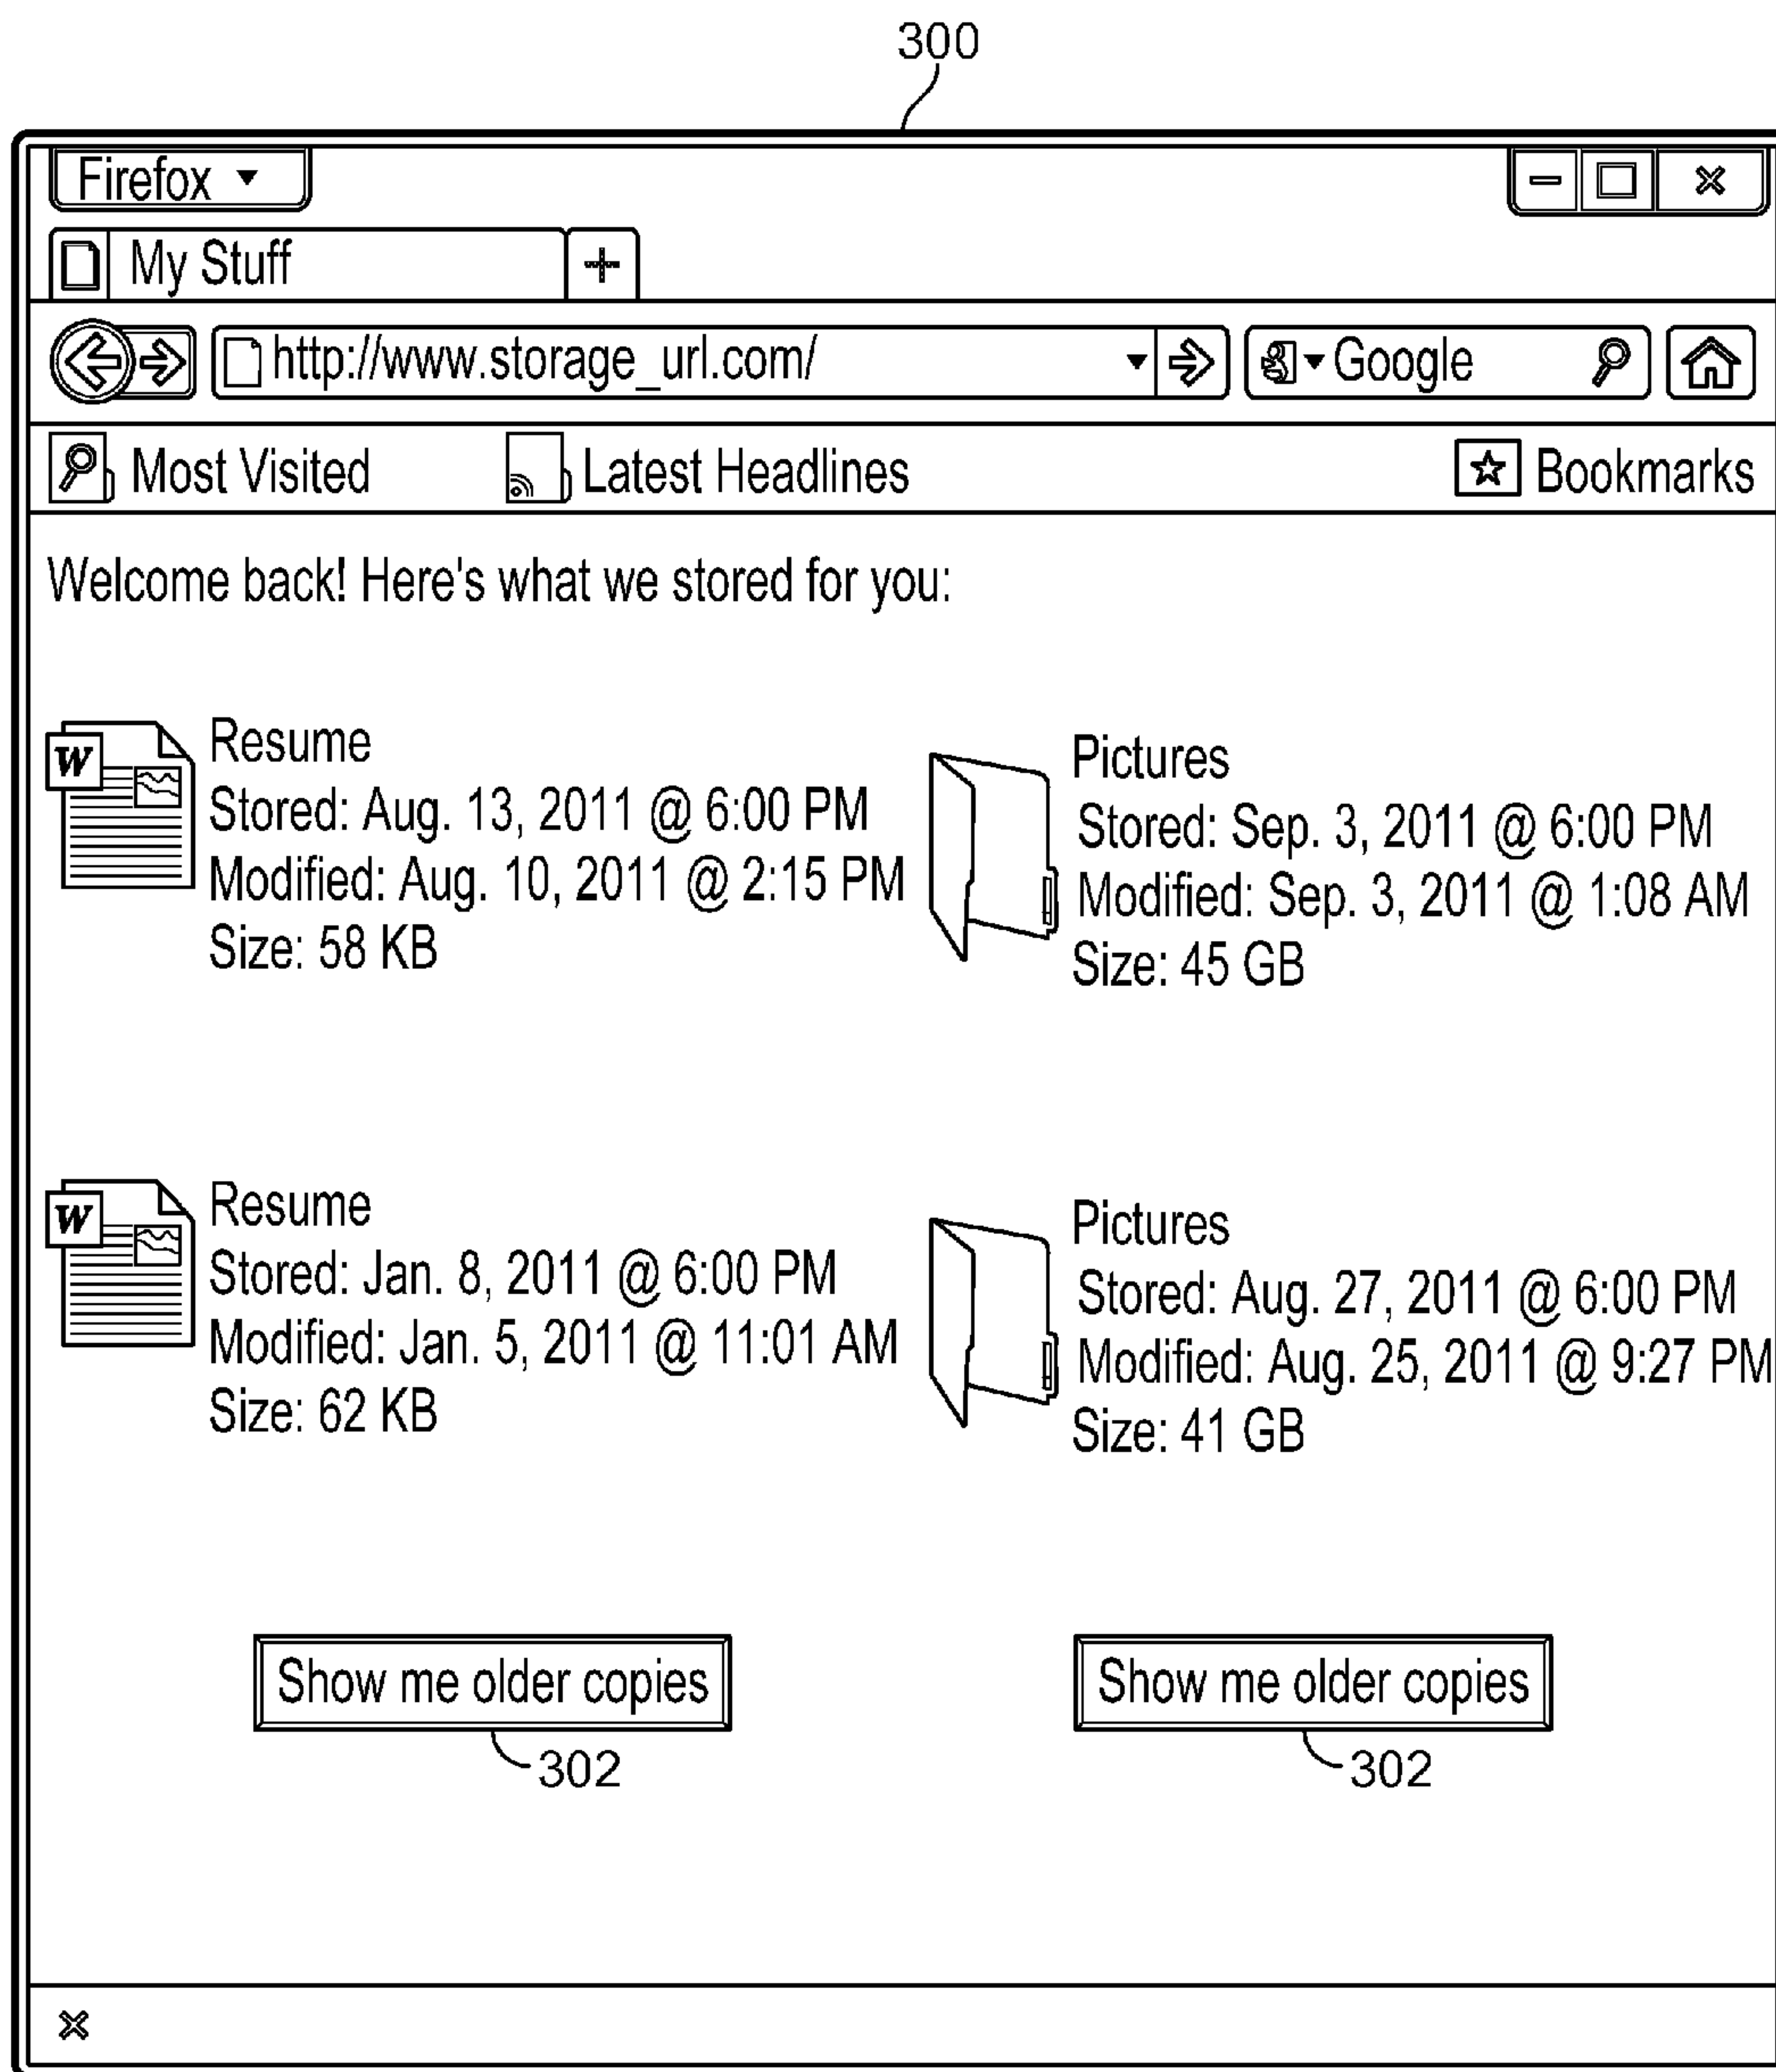 300
Firefox
My Stuff
http://www.storage_url.com/
Google
Most Visited
Latest Headlines
Bookmarks
Welcome back! Here's what we stored for you:
Resume
Stored: Aug. 13, 2011 @ 6:00 PM
Modified: Aug. 10, 2011 @ 2:15 PM
Size: 58 KB
Pictures
Stored: Sep. 3, 2011 @ 6:00 PM
Modified: Sep. 3, 2011 @ 1:08 AM
Size: 45 GB
W
W
Resume
Stored: Jan. 8, 2011 @ 6:00 PM
Modified: Jan. 5, 2011 @ 11:01 AM
Size: 62 KB
Pictures
Stored: Aug. 27, 2011 @ 6:00 PM
Modified: Aug. 25, 2011 @ 9:27 PM
Size: 41 GB
Show me older copies
302
Show me older copies
302